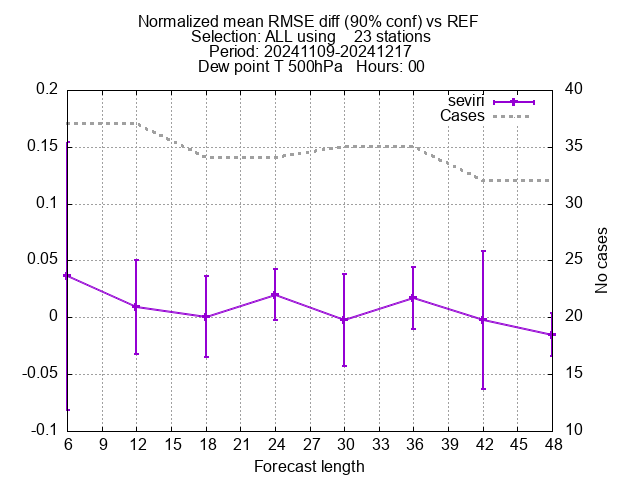 Normalized mean RMSE diff (90% conf) vs REF
Selection: ALL using    23 stations
Period: 20241109-20241217
Dew point T 500hPa   Hours: 00
seviri
Cases
0.2
0.15
0.1
0.05
0
-0.05
-0.1
40
35
30
25
20
15
10
No cases
6 9 12 15 18 21 24 27 30 33 36 39 42 45 48
Forecast length